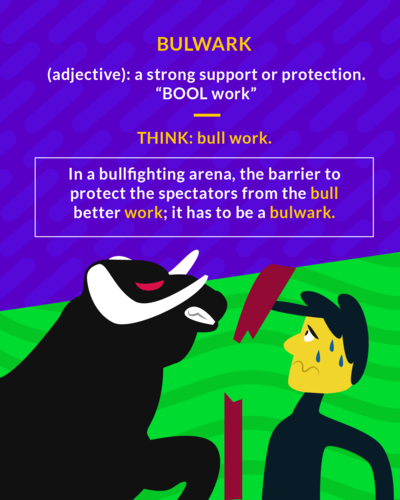 BULWARK
(adjective): a strong support or protection.
“BOOL work”
THINK: bull work.
In a bullfighting arena, the barrier to
protect the spectators from the bull
better work; it has to be a bulwark.